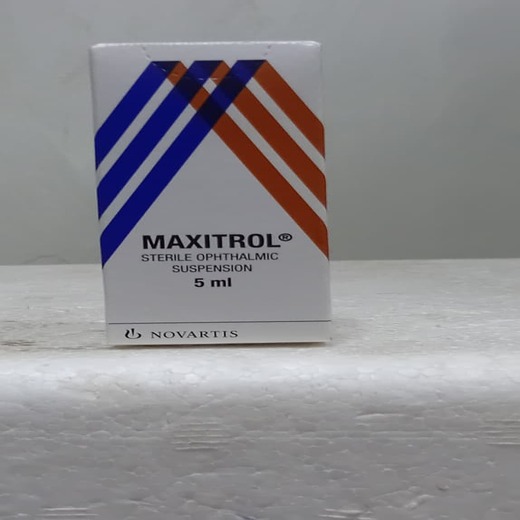 MAXITROL®
STERILE OPHTHALMIC
SUSPENSION
5 ml
NOVARTIS